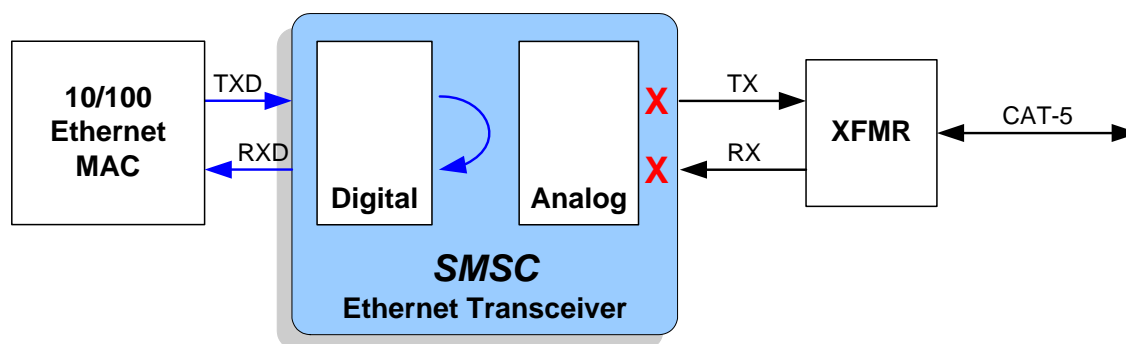 10/100
Ethernet
MAC
TXD
RXD
Digital
Analog
X
X
SMSC
Ethernet Transceiver
TX
RX
XFMR
CAT-5